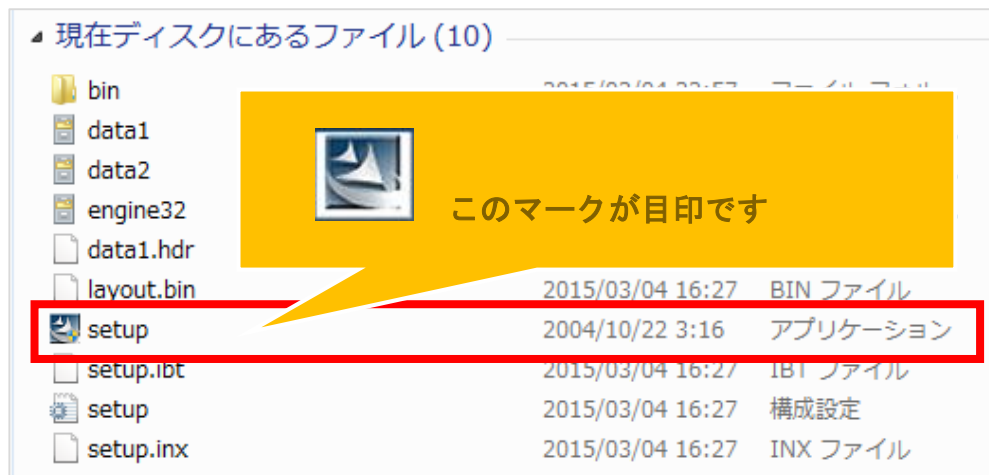 現在ディスクにあるファイル (10)
bin
data1
data2
engine32
data1.hdr
このマークが目印です
layout.bin 2015/03/04 16:27 BIN ファイル
setup 2004/10/22 3:16 アプリケーション
setup.ibt 2015/03/04 16:27 IBT ファイル
setup 2015/03/04 16:27 構成設定
setup.inx 2015/03/04 16:27 INX ファイル